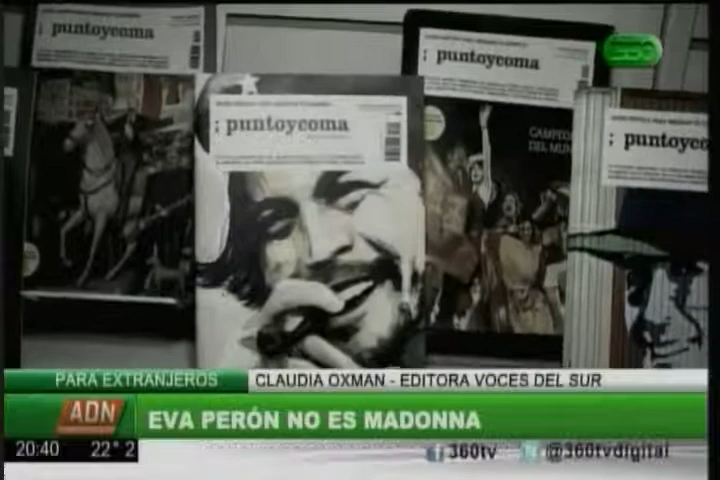 puntoycoma
; puntoycoma
; puntoycoma
; puntoyco
360
CAMPEO
DEL MUN
PARA EXTRANJEROS
CLAUDIA OXMAN - EDITORA VOCES DEL SUR
ADN
EVA PERÓN NO ES MADONNA
20:40
22° 2
360tv
@360tvdigital